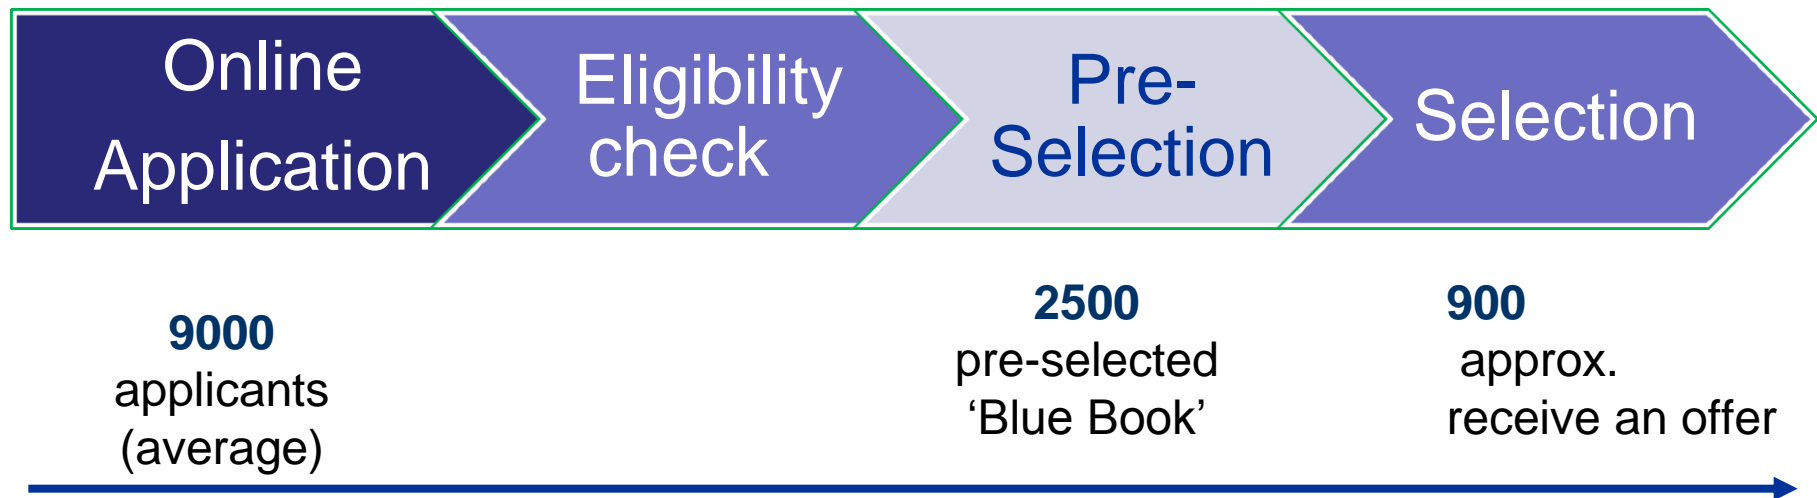 Online
Application
Eligibility
check
Pre-
Selection
Selection
9000
applicants
(average)
2500
pre-selected
‘Blue Book’
900
approx.
receive an offer